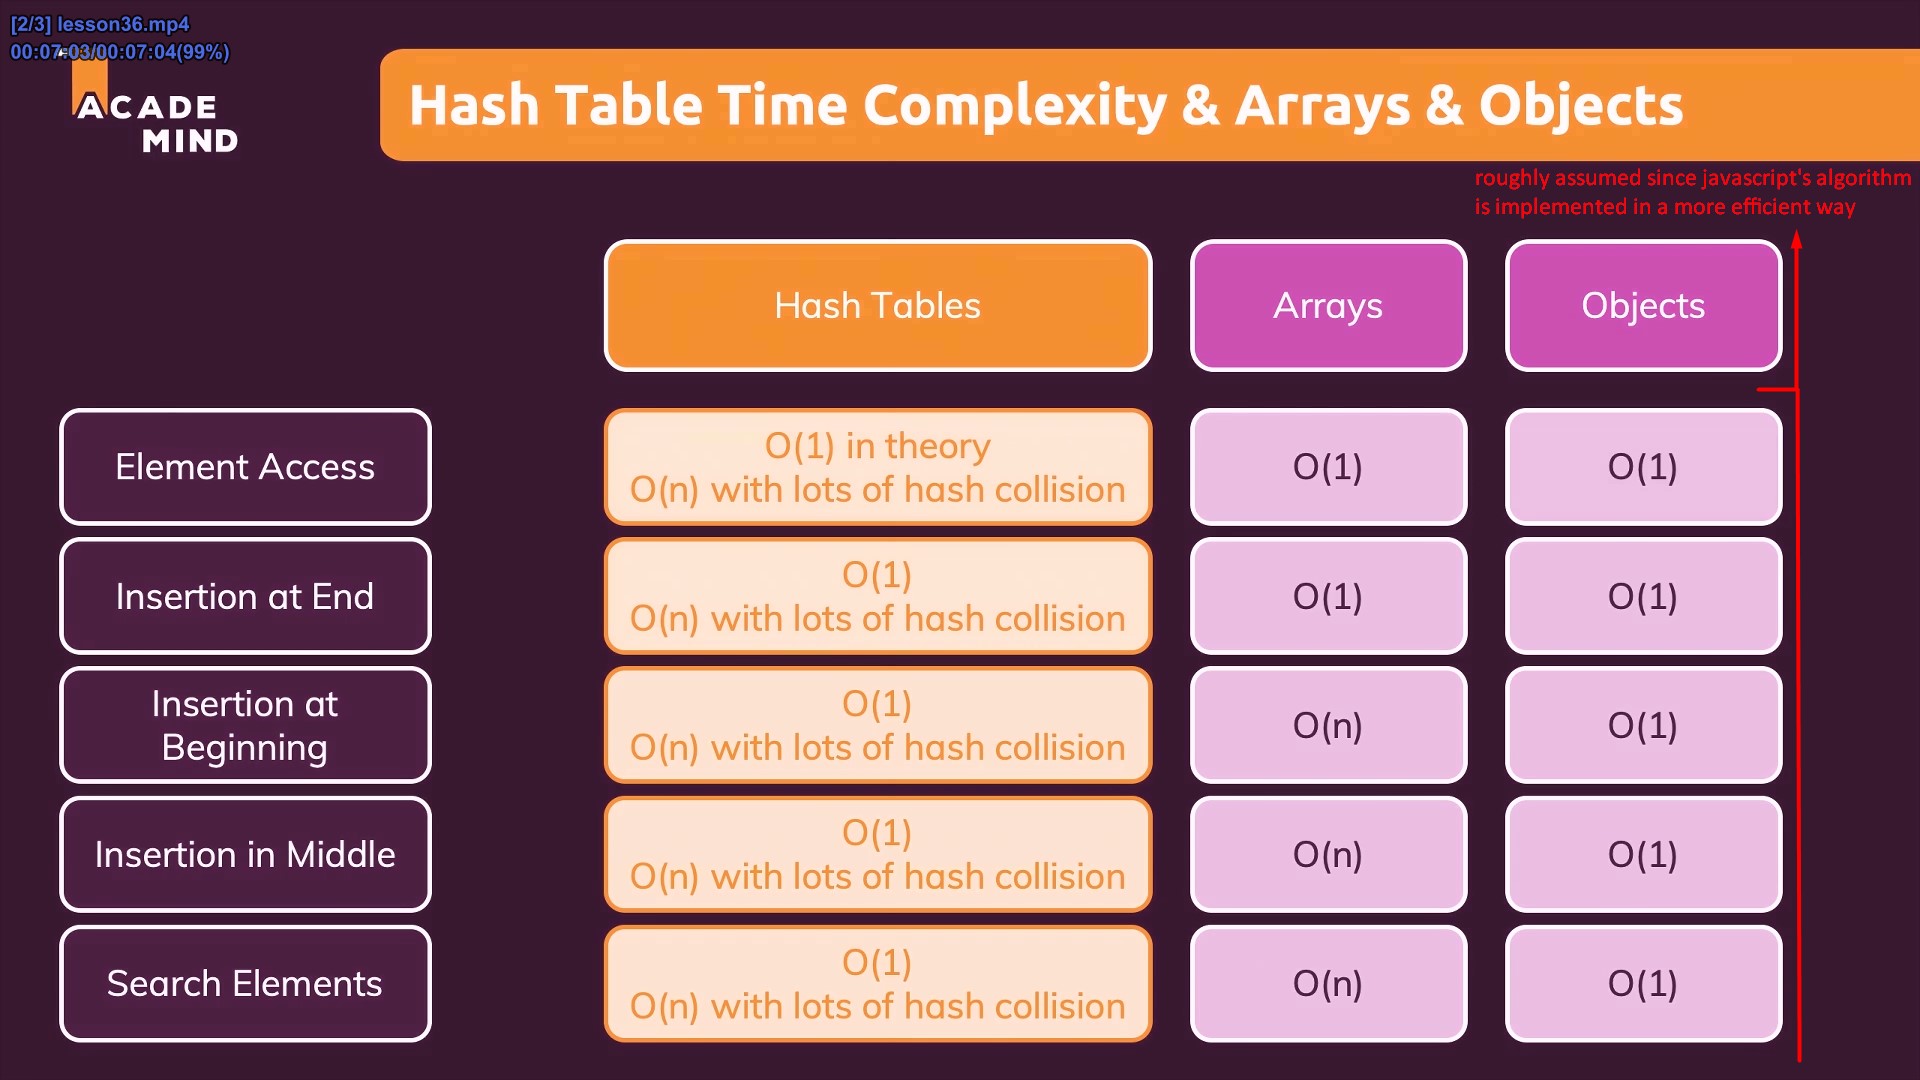 [2/3] lesson36.mp4
00:07:03/00:07:04(99%)
ACADE
MIND
Hash Table Time Complexity & Arrays & Objects
roughly assumed since javascript's algorithm
is implemented in a more efficient way
Hash Tables
Arrays
Objects
Element Access
O(1) in theory
O(n) with lots of hash collision
O(1)
O(1)
Insertion at End
O(1)
O(n) with lots of hash collision
O(1)
O(1)
Insertion at
Beginning
O(1)
O(n) with lots of hash collision
O(n)
O(1)
Insertion in Middle
O(1)
O(n) with lots of hash collision
O(n)
O(1)
Search Elements
O(1)
O(n) with lots of hash collision
O(n)
O(1)